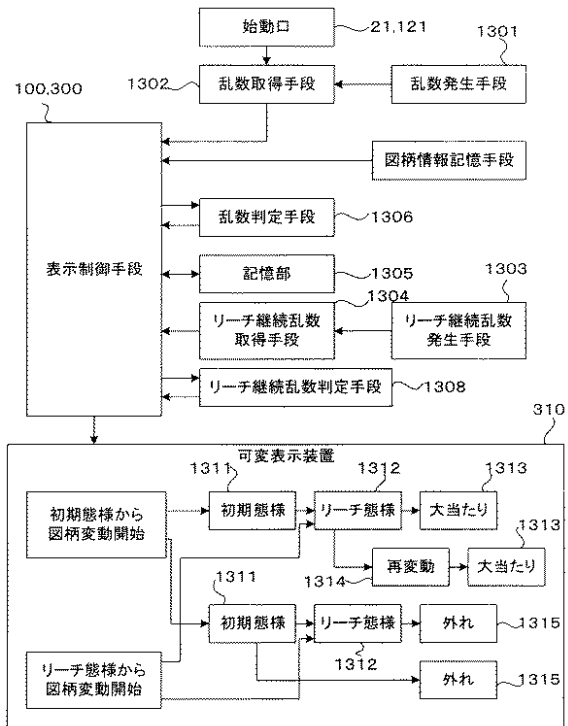 始動口
21,121
1301
1302
乱数取得手段
乱数発生手段
100,300
図柄情報記憶手段
乱数判定手段
1306
表示制御手段
記憶部
1305
1304
1303
リーチ継続乱数
取得手段
リーチ継続乱数
発生手段
リーチ継続乱数判定手段
1308
310
可変表示装置
1311
1312
1313
初期態様から
図柄変動開始
初期態様
リーチ態様
大当たり
1313
再変動
大当たり
1314
1311
初期態様
リーチ態様
外れ
1315
1312
リーチ態様から
図柄変動開始
外れ
1315